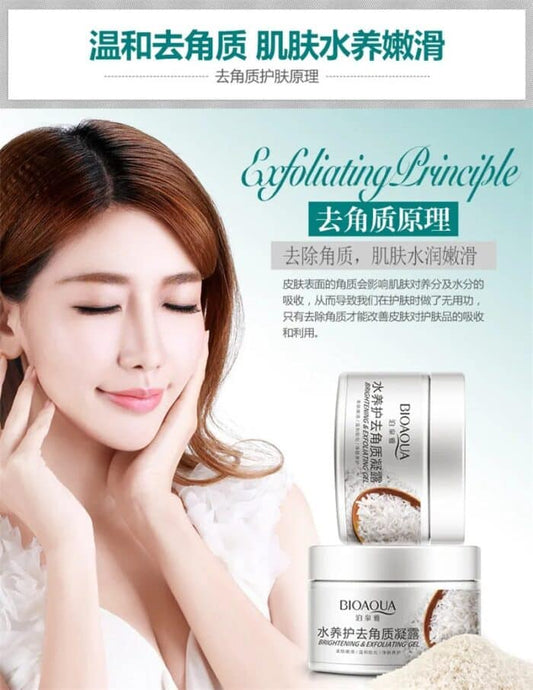 温和去角质 肌肤水养嫩滑
去角质护肤原理
Exfoliating Principle
去角质原理
去除角质，肌肤水润嫩滑
皮肤表面的角质会影响肌肤对养分及水分的
吸收，从而导致我们在护肤时做了无用功，
只有去除角质才能改善皮肤对护肤品的吸收
和利用。
BIOAQUA
泊泉雅
水养护去角质凝露
BRIGHTENING & EXFOLIATING GEL
BIOAQUA
泊泉雅
水养护去角质凝露
BRIGHTENING & EXFOLIATING GEL